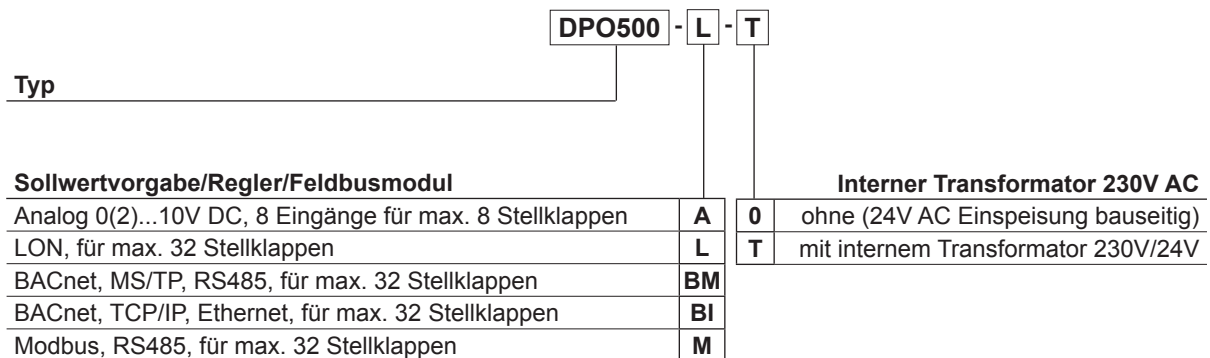 DPO500 - L - T
Typ
Sollwertvorgabe/Regler/Feldbusmodul
Analog 0(2)...10V DC, 8 Eingänge für max. 8 Stellklappen A
LON, für max. 32 Stellklappen L
BACnet, MS/TP, RS485, für max. 32 Stellklappen BM
BACnet, TCP/IP, Ethernet, für max. 32 Stellklappen BI
Modbus, RS485, für max. 32 Stellklappen M
Interner Transformator 230V AC
0 ohne (24V AC Einspeisung bauseitig)
T mit internem Transformator 230V/24V